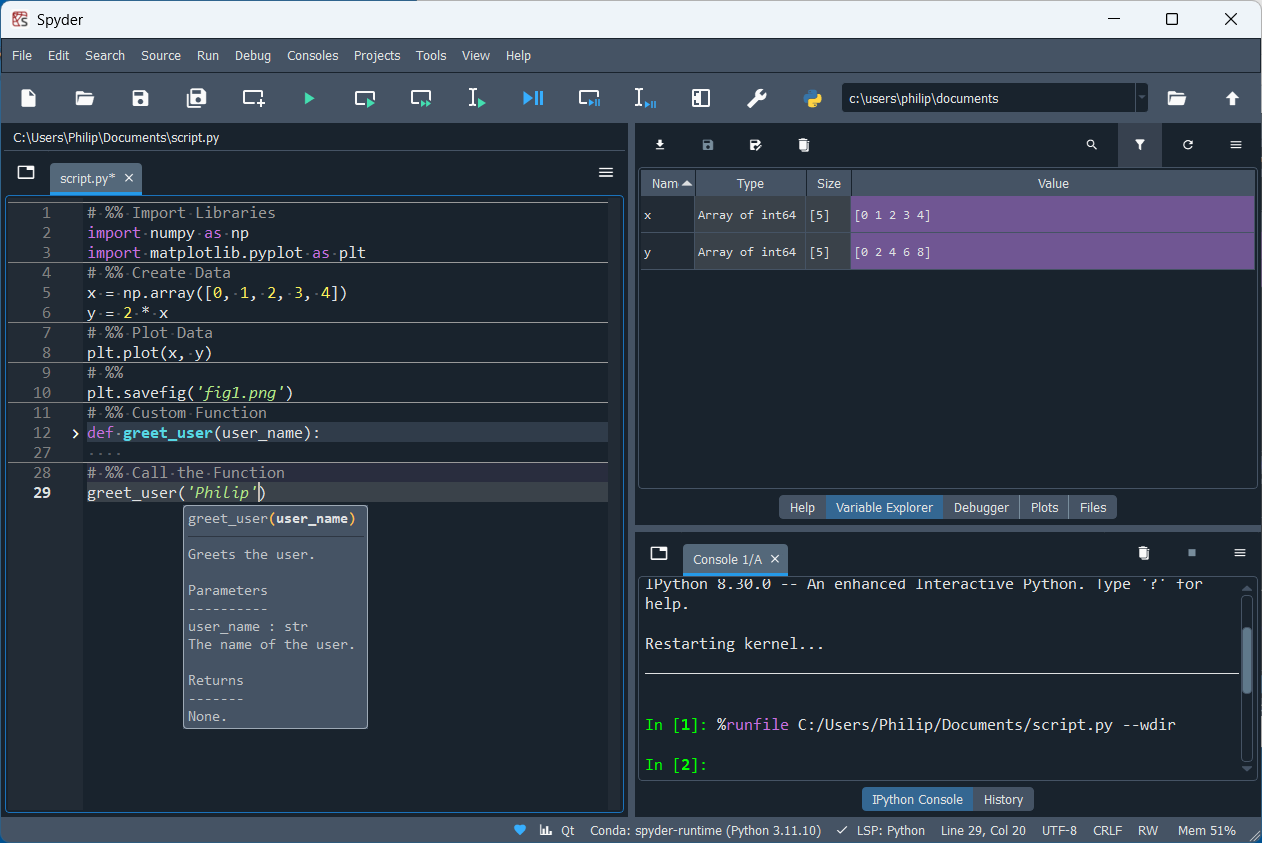 Spyder
File Edit Search Source Run Debug Consoles Projects Tools View Help
c:\users\philip\documents
C:\Users\Philip\Documents\script.py
script.py*
1 # %% Import Libraries
2 import numpy as np
3 import matplotlib.pyplot as plt
4 # %% Create Data
5 x = np.array([0, 1, 2, 3, 4])
6 y = 2 * x
7 # %% Plot Data
8 plt.plot(x, y)
9 # %%
10 plt.savefig('fig1.png')
11 # %% Custom Function
12 def greet_user(user_name):
27
28 # %% Call the Function
29 greet_user('Philip')
greet_user(user_name)
Greets the user.
Parameters
----------
user_name : str
The name of the user.
Returns
-------
None.
Nam Type Size Value
x Array of int64 [5] [0 1 2 3 4]
y Array of int64 [5] [0 2 4 6 8]
Help Variable Explorer Debugger Plots Files
Console 1/A
IPython 8.30.0 -- An enhanced Interactive Python. Type '?' for
help.
Restarting kernel...
In [1]: %runfile C:/Users/Philip/Documents/script.py --wdir
In [2]:
IPython Console History
Qt Conda: spyder-runtime (Python 3.11.10) LSP: Python Line 29, Col 20 UTF-8 CRLF RW Mem 51%